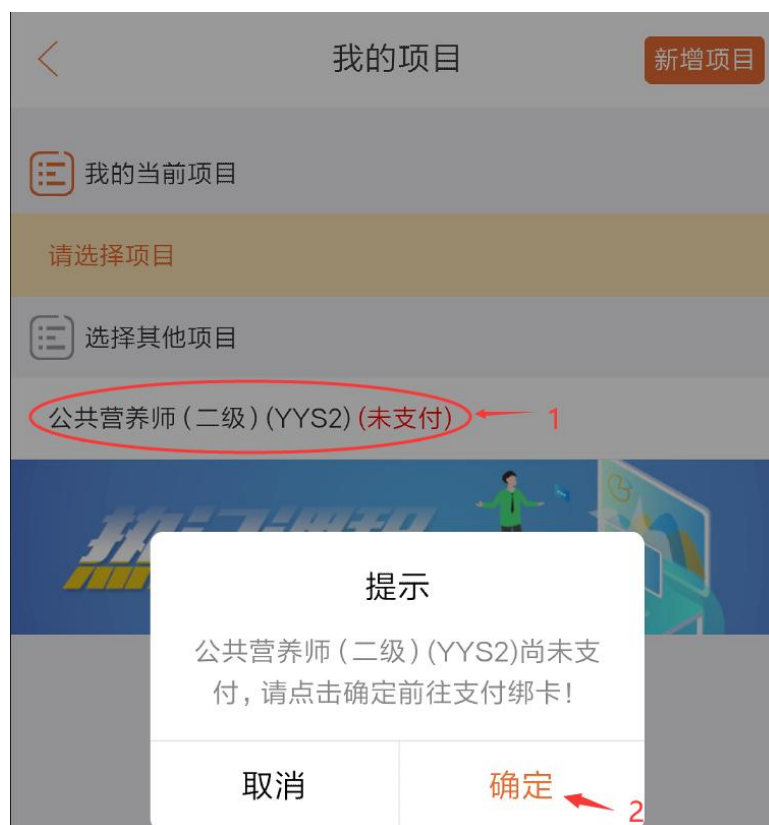 我的项目
新增项目
我的当前项目
请选择项目
选择其他项目
公共营养师(二级)(YYS2)(未支付)
1
提示
公共营养师(二级)(YYS2)尚未支
付,请点击确定前往支付绑卡!
取消
确定
2